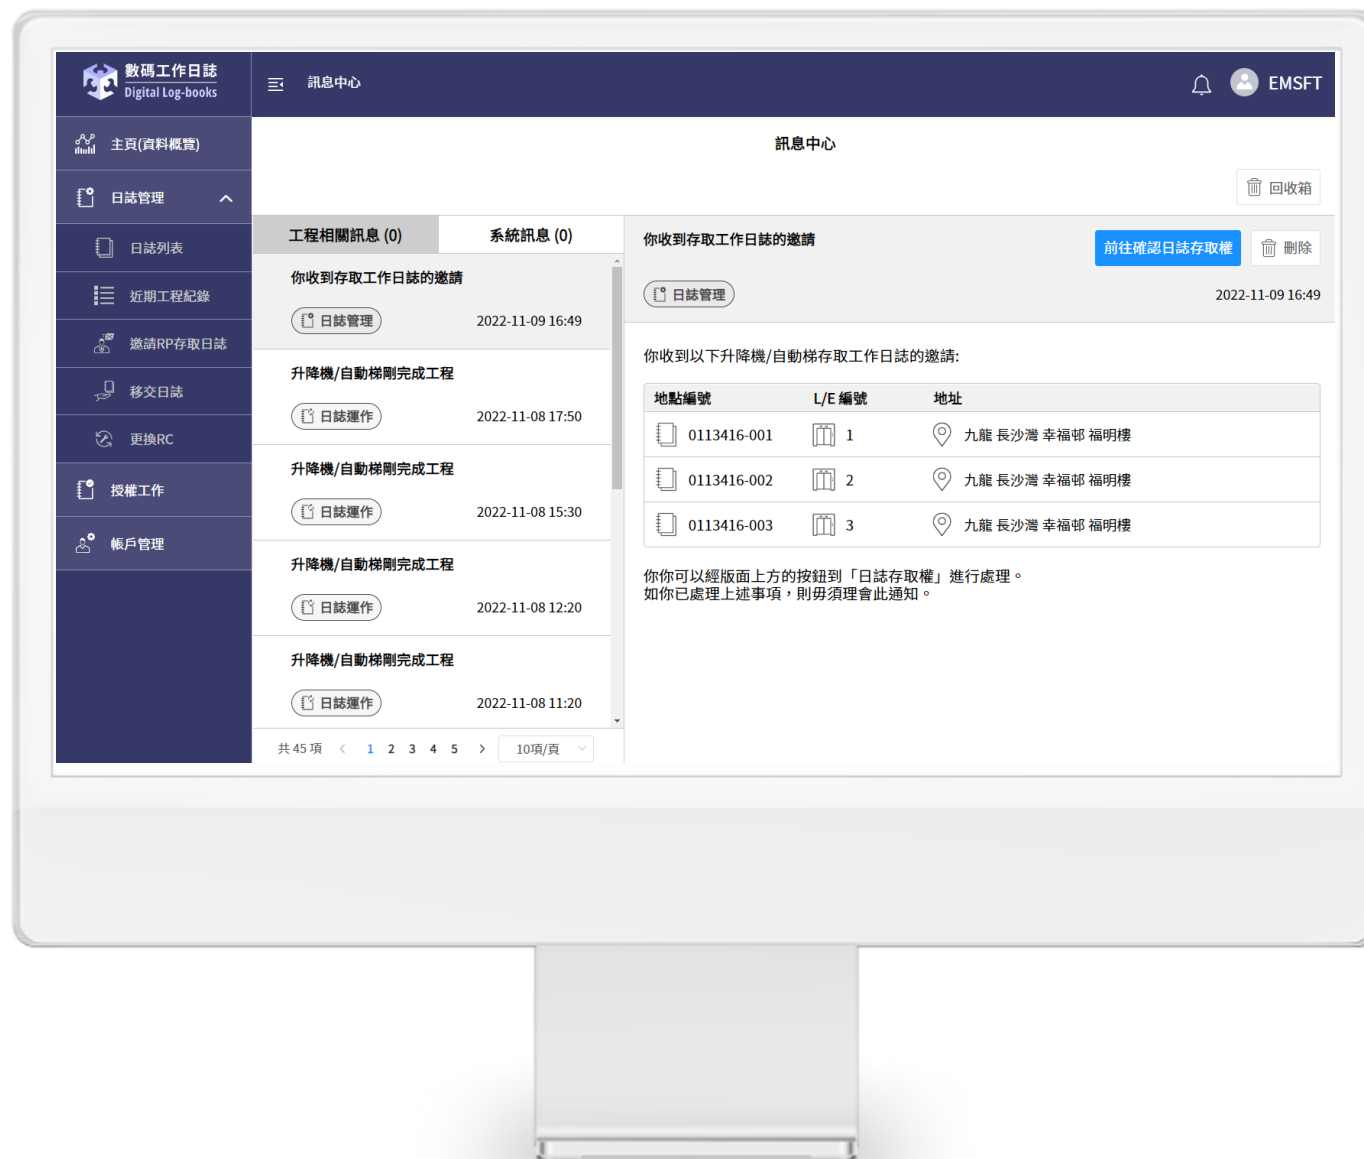 數碼工作日誌
Digital Log-books
訊息中心
EMSFT
主頁(資料概覽)
日誌管理
日誌列表
近期工程紀錄
邀請RP存取日誌
移交日誌
更換RC
授權工作
帳戶管理
訊息中心
回收箱
工程相關訊息 (0)
系統訊息 (0)
你收到存取工作日誌的邀請
日誌管理
2022-11-09 16:49
升降機/自動梯剛完成工程
日誌運作
2022-11-08 17:50
升降機/自動梯剛完成工程
日誌運作
2022-11-08 15:30
升降機/自動梯剛完成工程
日誌運作
2022-11-08 12:20
升降機/自動梯剛完成工程
日誌運作
2022-11-08 11:20
共 45 項 < 1 2 3 4 5 > 10項/頁
你收到存取工作日誌的邀請
前往確認日誌存取權
刪除
日誌管理
2022-11-09 16:49
你收到以下升降機/自動梯存取工作日誌的邀請:
地點編號 L/E 編號 地址
0113416-001 1 九龍 長沙灣 幸福邨 福明樓
0113416-002 2 九龍 長沙灣 幸福邨 福明樓
0113416-003 3 九龍 長沙灣 幸福邨 福明樓
你你可以經版面上方的按鈕到「日誌存取權」進行處理。
如你已處理上述事項，則毋須理會此通知。